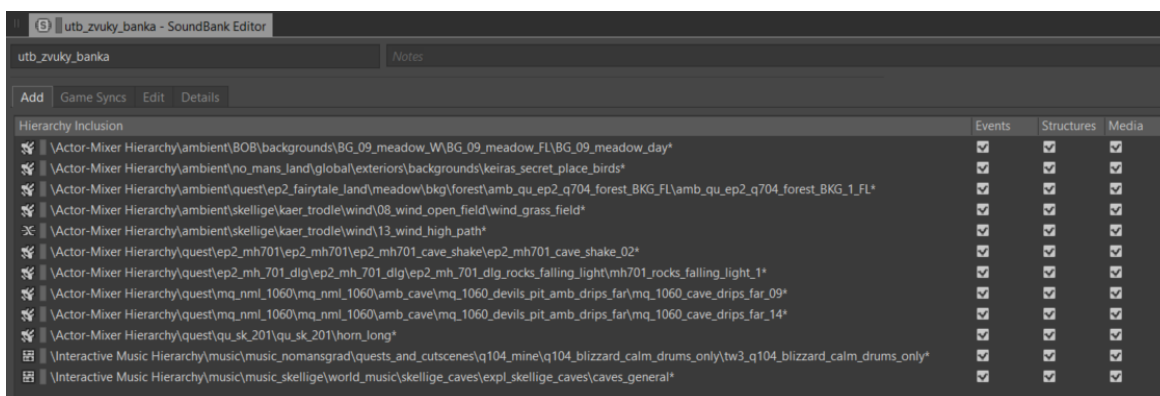 utb_zvuky_banka - SoundBank Editor
utb_zvuky_banka Notes
Add Game Syncs Edit Details
Hierarchy Inclusion Events Structures Media
\Actor-Mixer Hierarchy\ambient\BOB\backgrounds\BG_09_meadow_W\BG_09_meadow_FL\BG_09_meadow_day*
\Actor-Mixer Hierarchy\ambient\no_mans_land\global\exteriors\backgrounds\keiras_secret_place_birds*
\Actor-Mixer Hierarchy\ambient\quest\ep2_fairytale_land\meadow\bkg\forest\amb_qu_ep2_q704_forest_BKG_FL\amb_qu_ep2_q704_forest_BKG_1_FL*
\Actor-Mixer Hierarchy\ambient\skellige\kaer_trodle\wind\08_wind_open_field\wind_grass_field*
\Actor-Mixer Hierarchy\ambient\skellige\kaer_trodle\wind\13_wind_high_path*
\Actor-Mixer Hierarchy\quest\ep2_mh701\ep2_mh701\ep2_mh701_cave_shake\ep2_mh701_cave_shake_02*
\Actor-Mixer Hierarchy\quest\ep2_mh_701_dlg\ep2_mh_701_dlg\ep2_mh_701_dlg_rocks_falling_light\mh701_rocks_falling_light_1*
\Actor-Mixer Hierarchy\quest\mq_nml_1060\mq_nml_1060\amb_cave\mq_1060_devils_pit_amb_drips_far\mq_1060_cave_drips_far_09*
\Actor-Mixer Hierarchy\quest\mq_nml_1060\mq_nml_1060\amb_cave\mq_1060_devils_pit_amb_drips_far\mq_1060_cave_drips_far_14*
\Actor-Mixer Hierarchy\quest\qu_sk_201\qu_sk_201\horn_long*
\Interactive Music Hierarchy\music\music_nomansgrad\quests_and_cutscenes\q104_mine\q104_blizzard_calm_drums_only\tw3_q104_blizzard_calm_drums_only*
\Interactive Music Hierarchy\music\music_skellige\world_music\skellige_caves\expl_skellige_caves\caves_general*